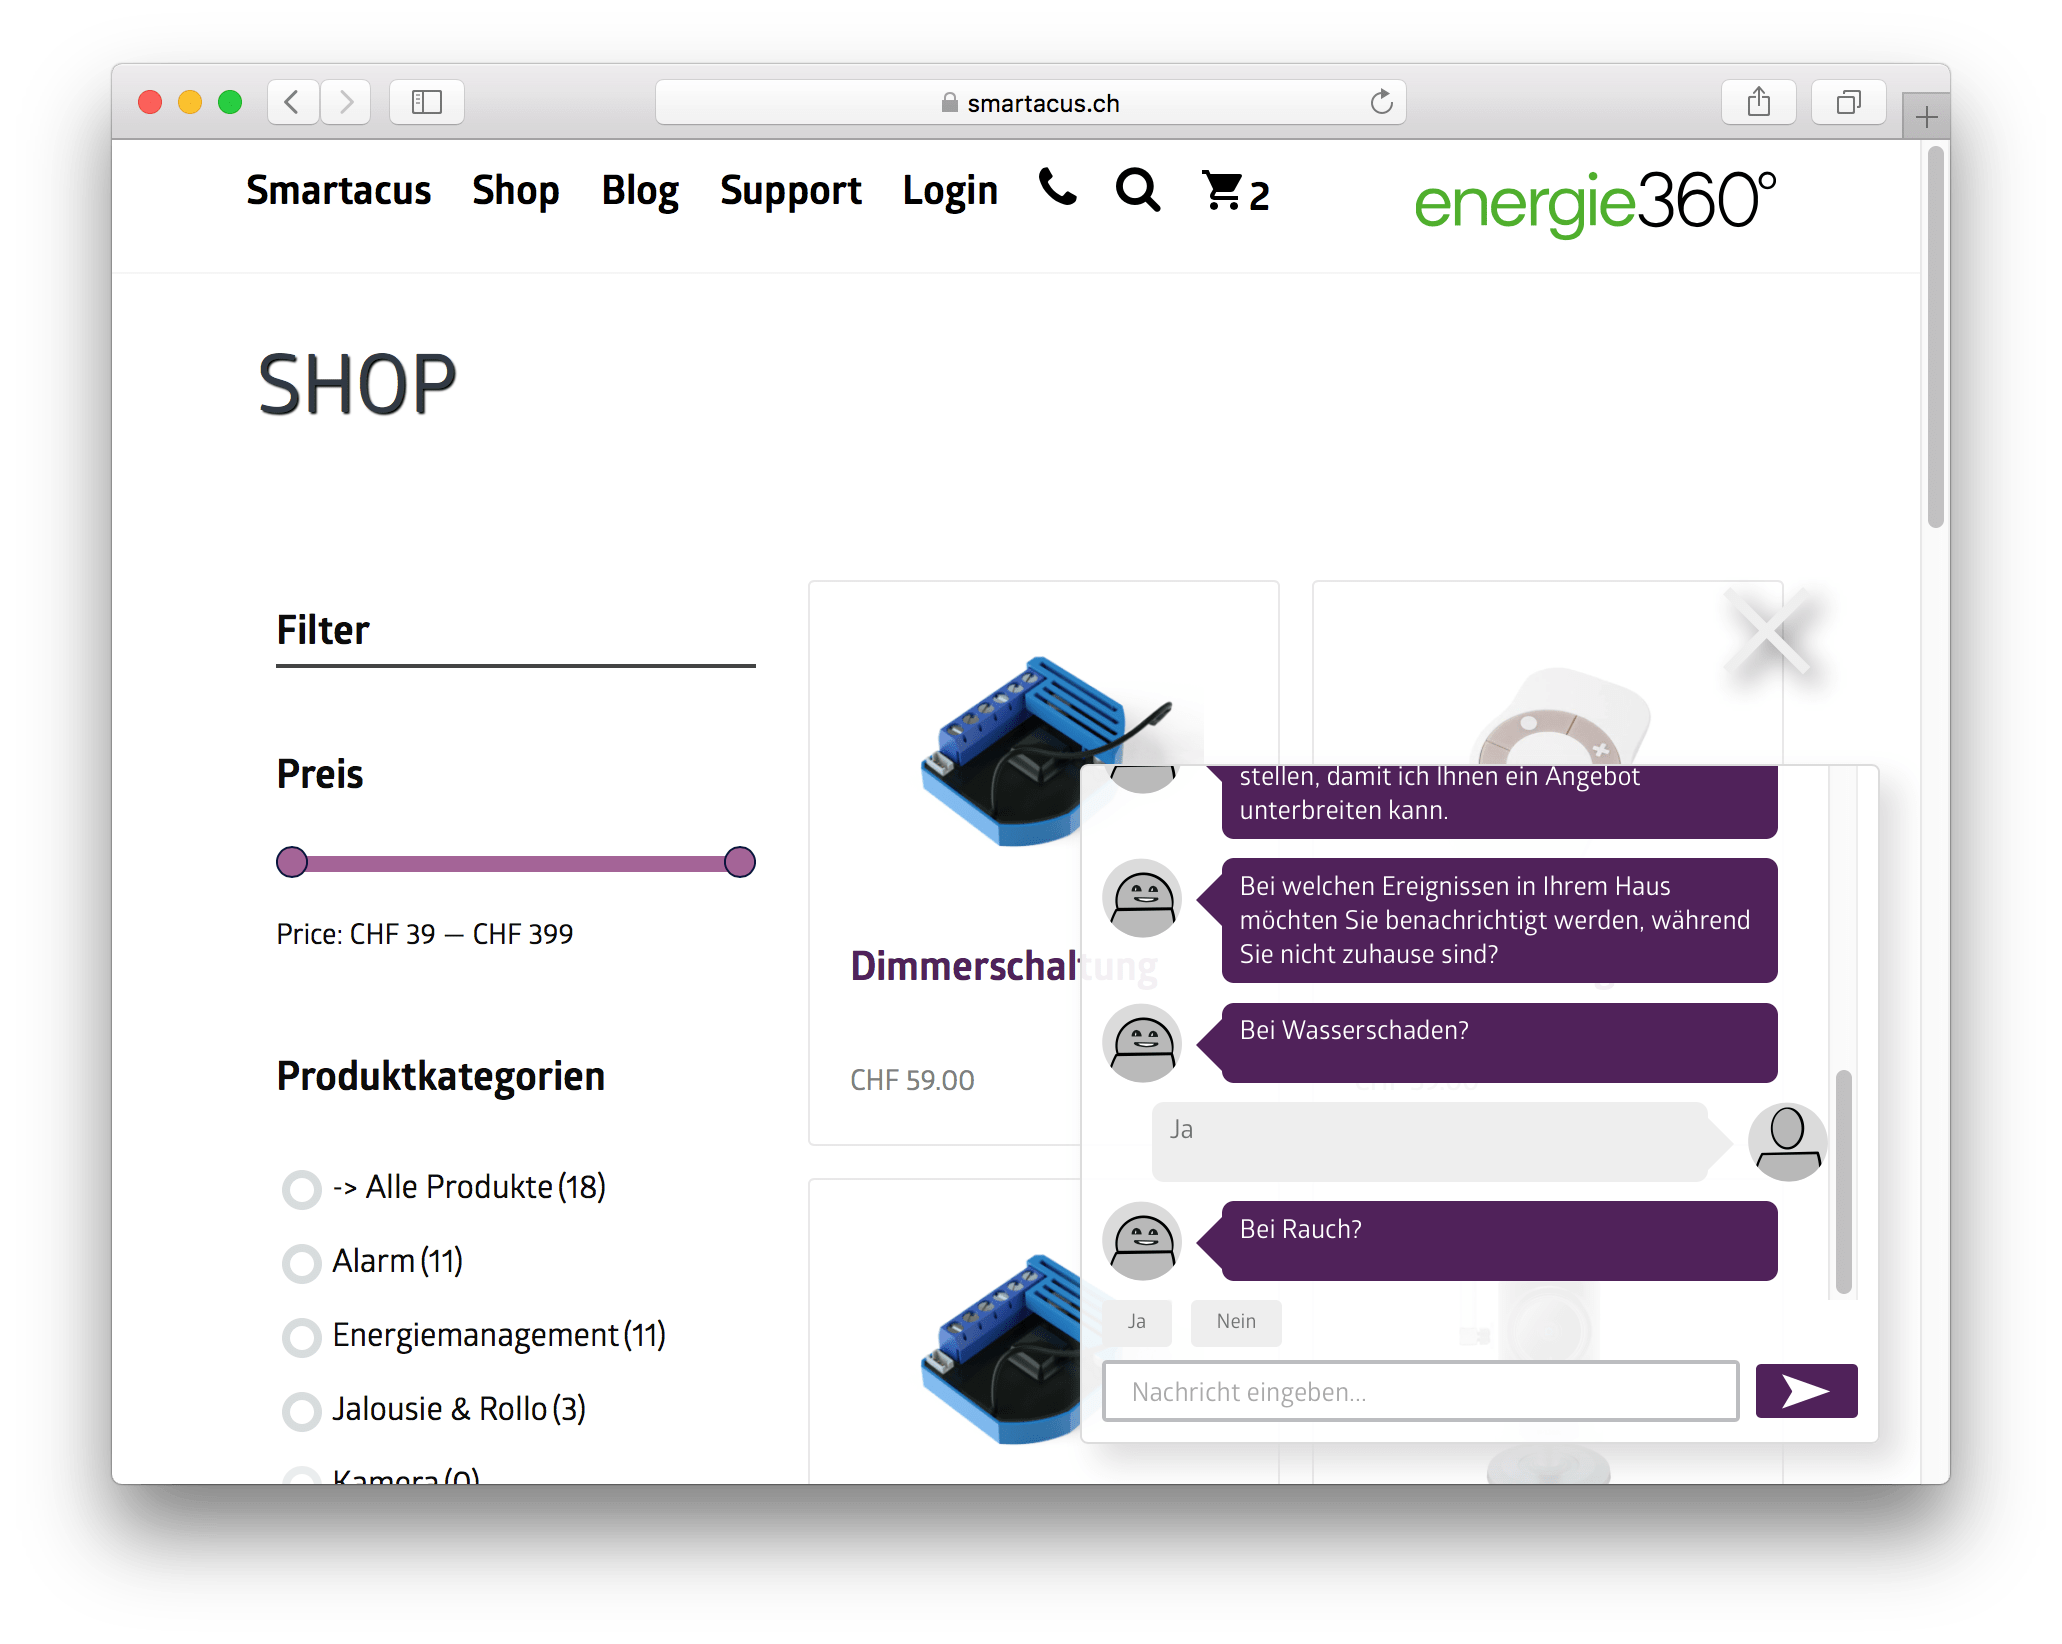 smartacus.ch
Smartacus Shop Blog Support Login 2
energie360°
SHOP
Filter
Preis
Price: CHF 39 — CHF 399
Produktkategorien
-> Alle Produkte (18)
Alarm (11)
Energiemanagement (11)
Jalousie & Rollo (3)
Kamera (0)
Dimmerschaltung
CHF 59.00
stellen, damit ich Ihnen ein Angebot
unterbreiten kann.
Bei welchen Ereignissen in Ihrem Haus
möchten Sie benachrichtigt werden, während
Sie nicht zuhause sind?
Bei Wasserschaden?
Ja
Bei Rauch?
Ja Nein
Nachricht eingeben...